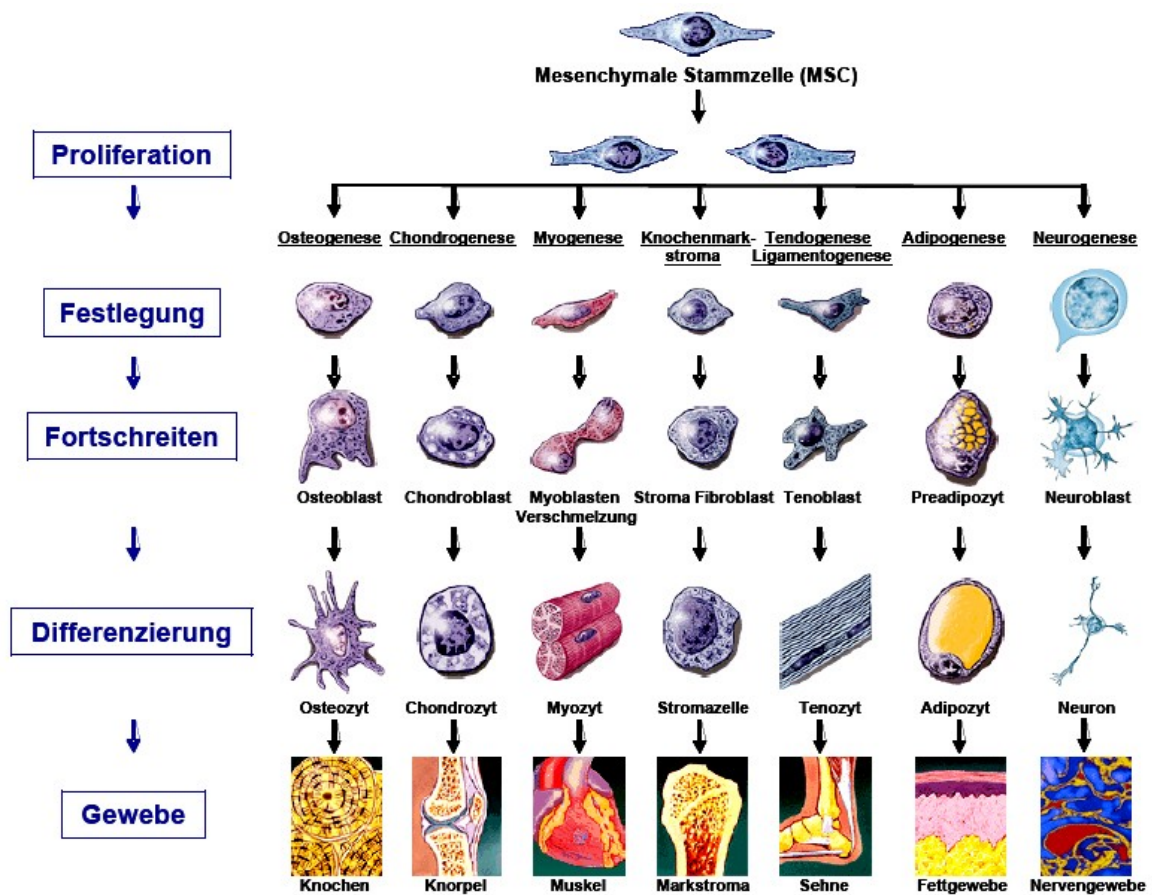 Mesenchymale Stammzelle (MSC)
Proliferation
Osteogenese Chondrogenese Myogenese Knochenmark- Tendogenese Adipogenese Neurogenese
stroma Ligamentogenese
Festlegung
Fortschreiten
Osteoblast Chondroblast Myoblasten Stroma Fibroblast Tenoblast Preadipozyt Neuroblast
Verschmelzung
Differenzierung
Osteozyt Chondrozyt Myozyt Stromazelle Tenozyt Adipozyt Neuron
Gewebe
Knochen Knorpel Muskel Markstroma Sehne Fettgewebe Nervengewebe